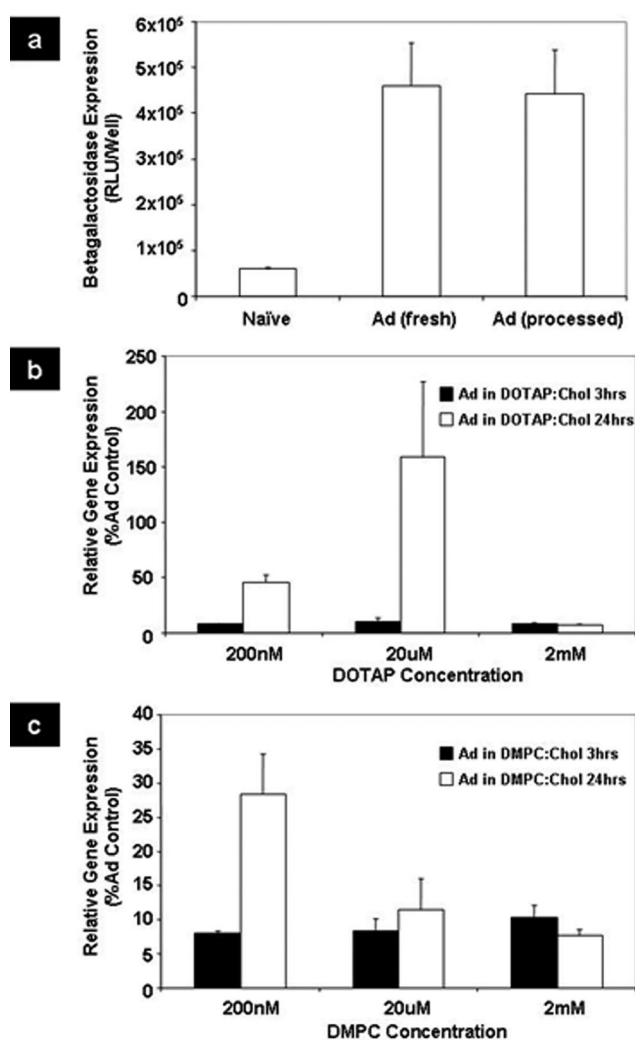 a
Betagalactosidase Expression
(RLU/Well)
6x10⁵
5x10⁵
4x10⁵
3x10⁵
2x10⁵
1x10⁵
0
Naïve
Ad (fresh)
Ad (processed)
b
Relative Gene Expression
(%Ad Control)
250
200
150
100
50
0
Ad in DOTAP:Chol 3hrs
Ad in DOTAP:Chol 24hrs
200nM
20uM
2mM
DOTAP Concentration
c
Relative Gene Expression
(%Ad Control)
40
35
30
25
20
15
10
5
0
Ad in DMPC:Chol 3hrs
Ad in DMPC:Chol 24hrs
200nM
20uM
2mM
DMPC Concentration